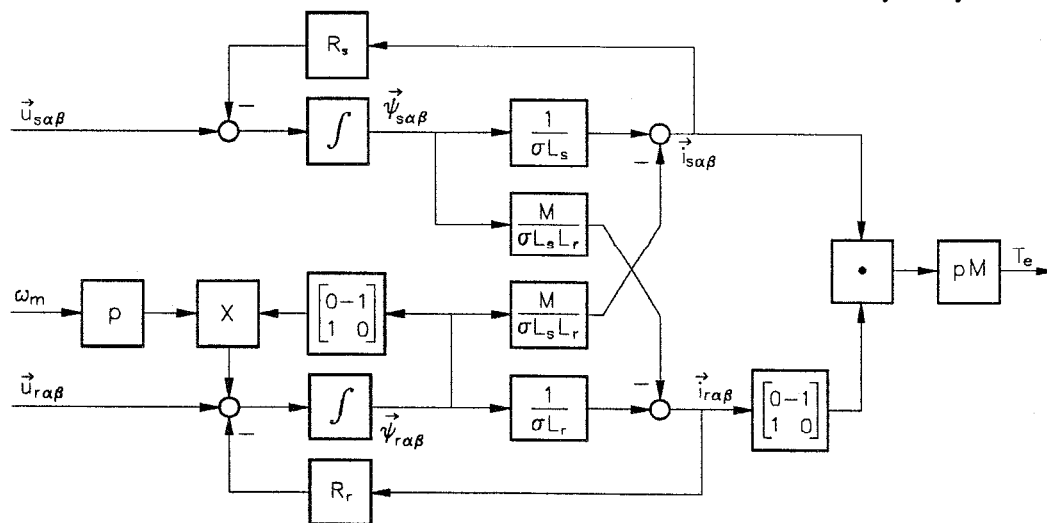 R_s
−
u⃗_sαβ
∫
ψ⃗_sαβ
1
σL_s
−
i⃗_sαβ
M
σL_sL_r
•
pM
T_e
ω_m
p
X
[0−1
1 0]
M
σL_sL_r
−
u⃗_rαβ
∫
ψ⃗_rαβ
1
σL_r
i⃗_rαβ
[0−1
1 0]
−
R_r